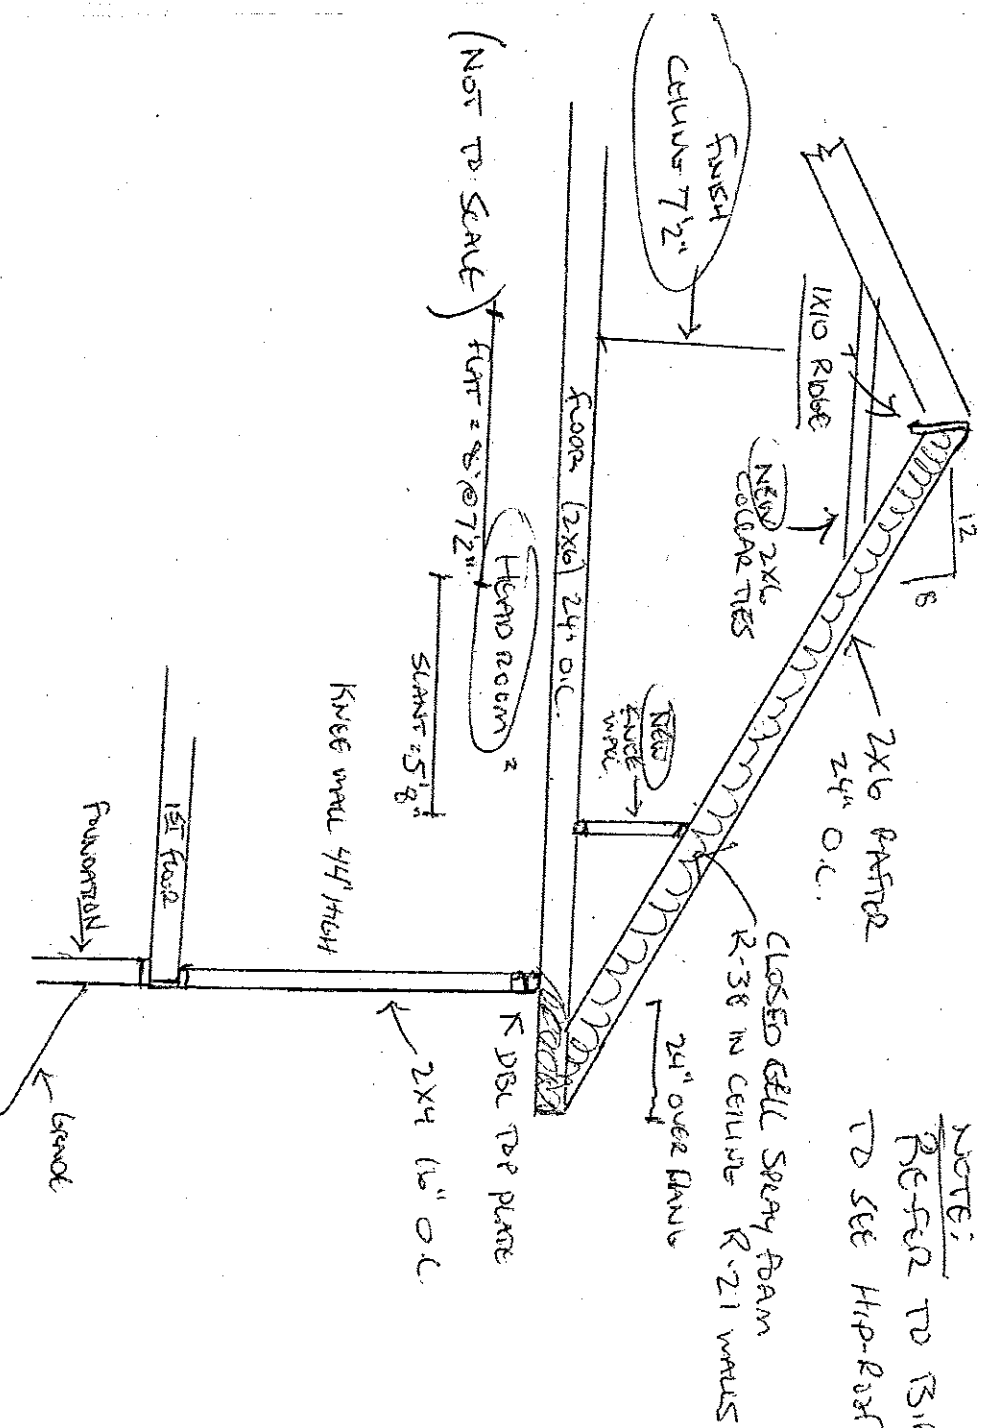 NOTE:
REFER TO
TO SEE HIP-ROOF
12
8
2X6 RAFTER
24" O.C.
1X10 RIDGE
NEW 2X6
COLLAR TIES
CLOSED CELL SPRAY FOAM
R-38 IN CEILING R-21 WALLS
FINISH
CEILING 7'2"
NEW
KNEE
WALL
24" OVER HANG
FLOOR (2X6) 24" O.C.
DBL TOP PLATE
HEADROOM =
FLAT = 8' @ 7'2"
SLANT = 5'8"
(NOT TO SCALE)
2X4 16" O.C.
KNEE WALL 44" HIGH
1ST FLOOR
FOUNDATION
GRADE